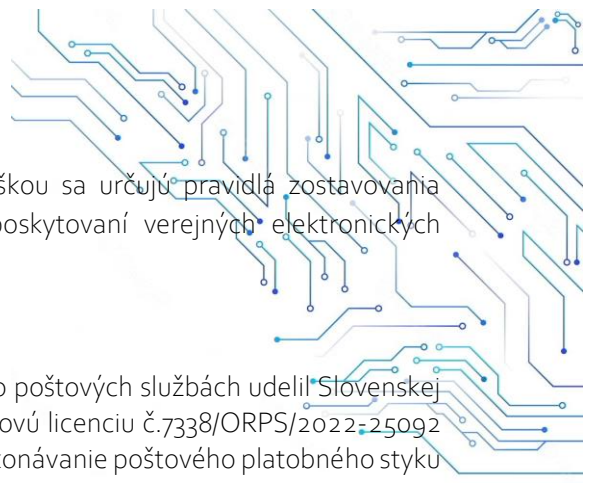 škou sa určujú pravidlá zostavovania
poskytovaní verejných elektronických
o poštových službách udelil Slovenskej
ovú licenciu č.7338/ORPS/2022-25092
konávanie poštového platobného styku